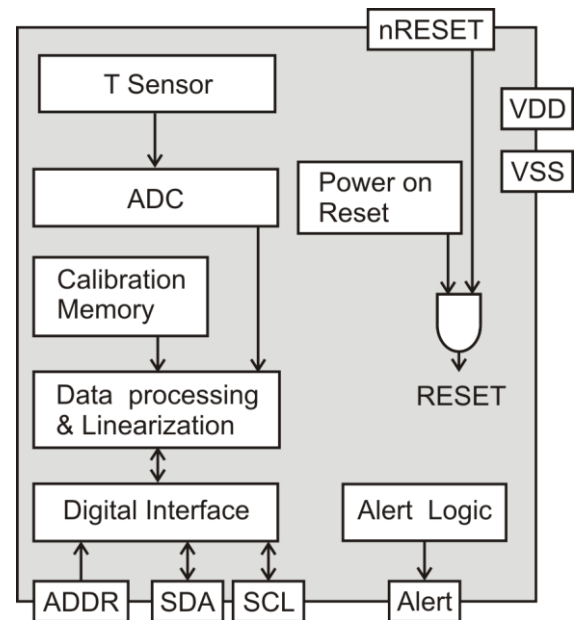 nRESET
T Sensor
VDD
VSS
ADC
Power on
Reset
Calibration
Memory
Data processing
& Linearization
RESET
Digital Interface
Alert Logic
ADDR
SDA
SCL
Alert